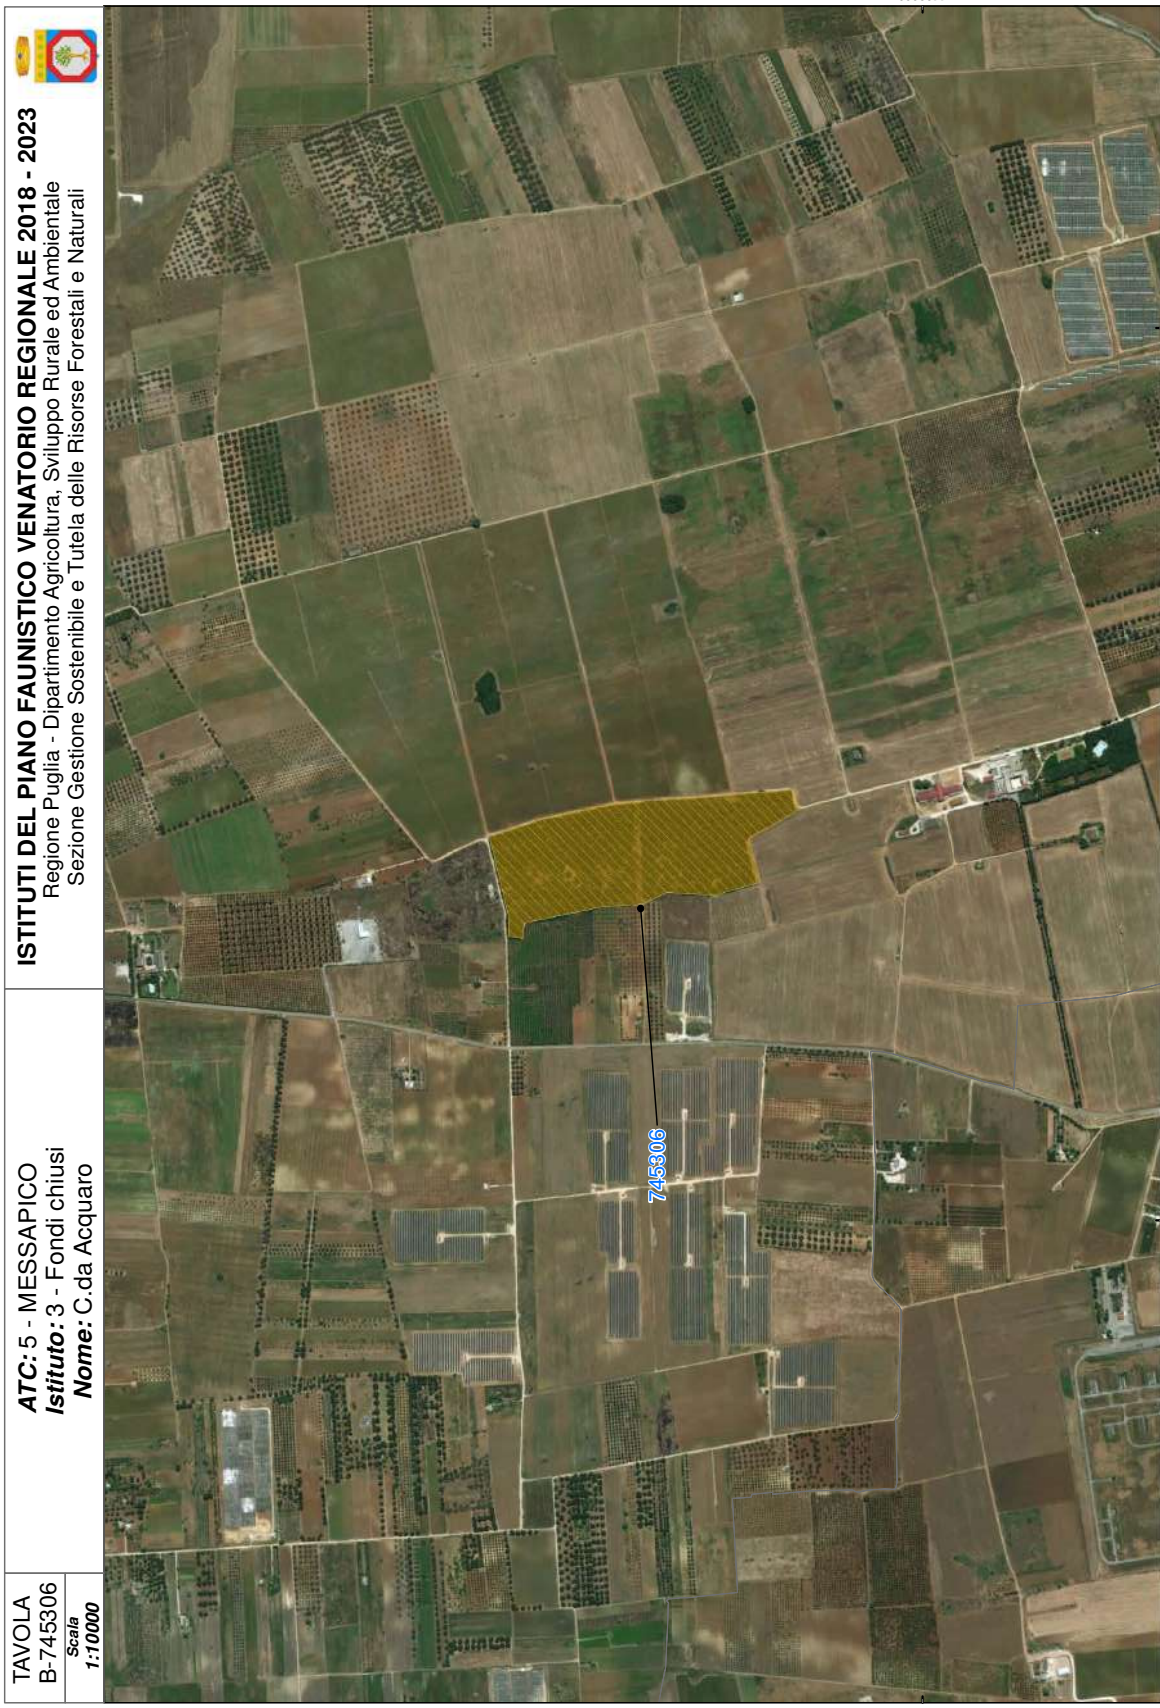 TAVOLA
B-745306
Scala
1:10000
ATC: 5 - MESSAPICO
Istituto: 3 - Fondi chiusi
Nome: C.da Acquaro
ISTITUTI DEL PIANO FAUNISTICO VENATORIO REGIONALE 2018 - 2023
Regione Puglia - Dipartimento Agricoltura, Sviluppo Rurale ed Ambientale
Sezione Gestione Sostenibile e Tutela delle Risorse Forestali e Naturali
745306